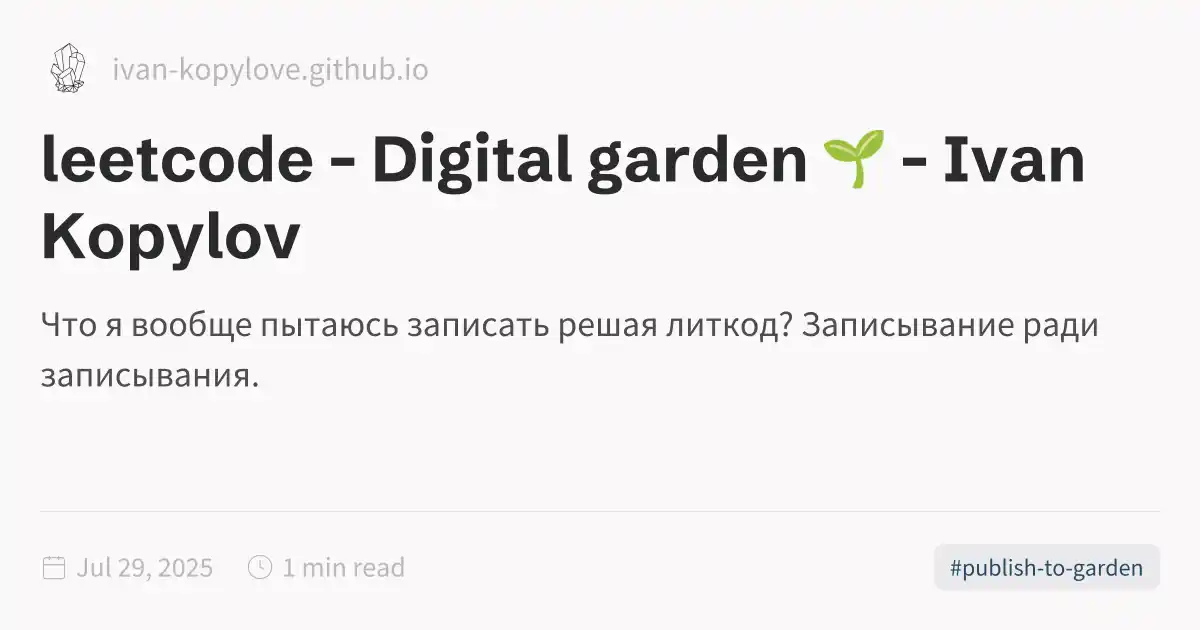 ivan-kopylove.github.io
leetcode - Digital garden 🌱 - Ivan
Kopylov
Что я вообще пытаюсь записать решая литкод? Записывание ради
записывания.
Jul 29, 2025 1 min read
#publish-to-garden